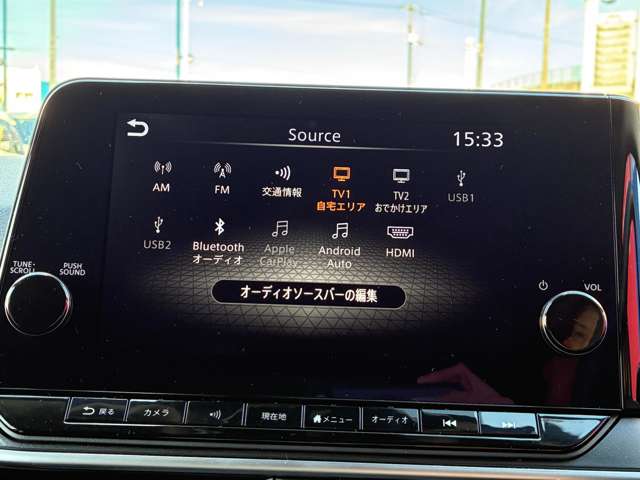 Source
15:33
AM
FM
交通情報
TV1
自宅エリア
TV2
おでかけエリア
USB1
USB2
Bluetooth
オーディオ
Apple
CarPlay
Android
Auto
HDMI
オーディオソースバーの編集
TUNE・
SCROLL
PUSH
SOUND
VOL
戻る
カメラ
現在地
メニュー
オーディオ